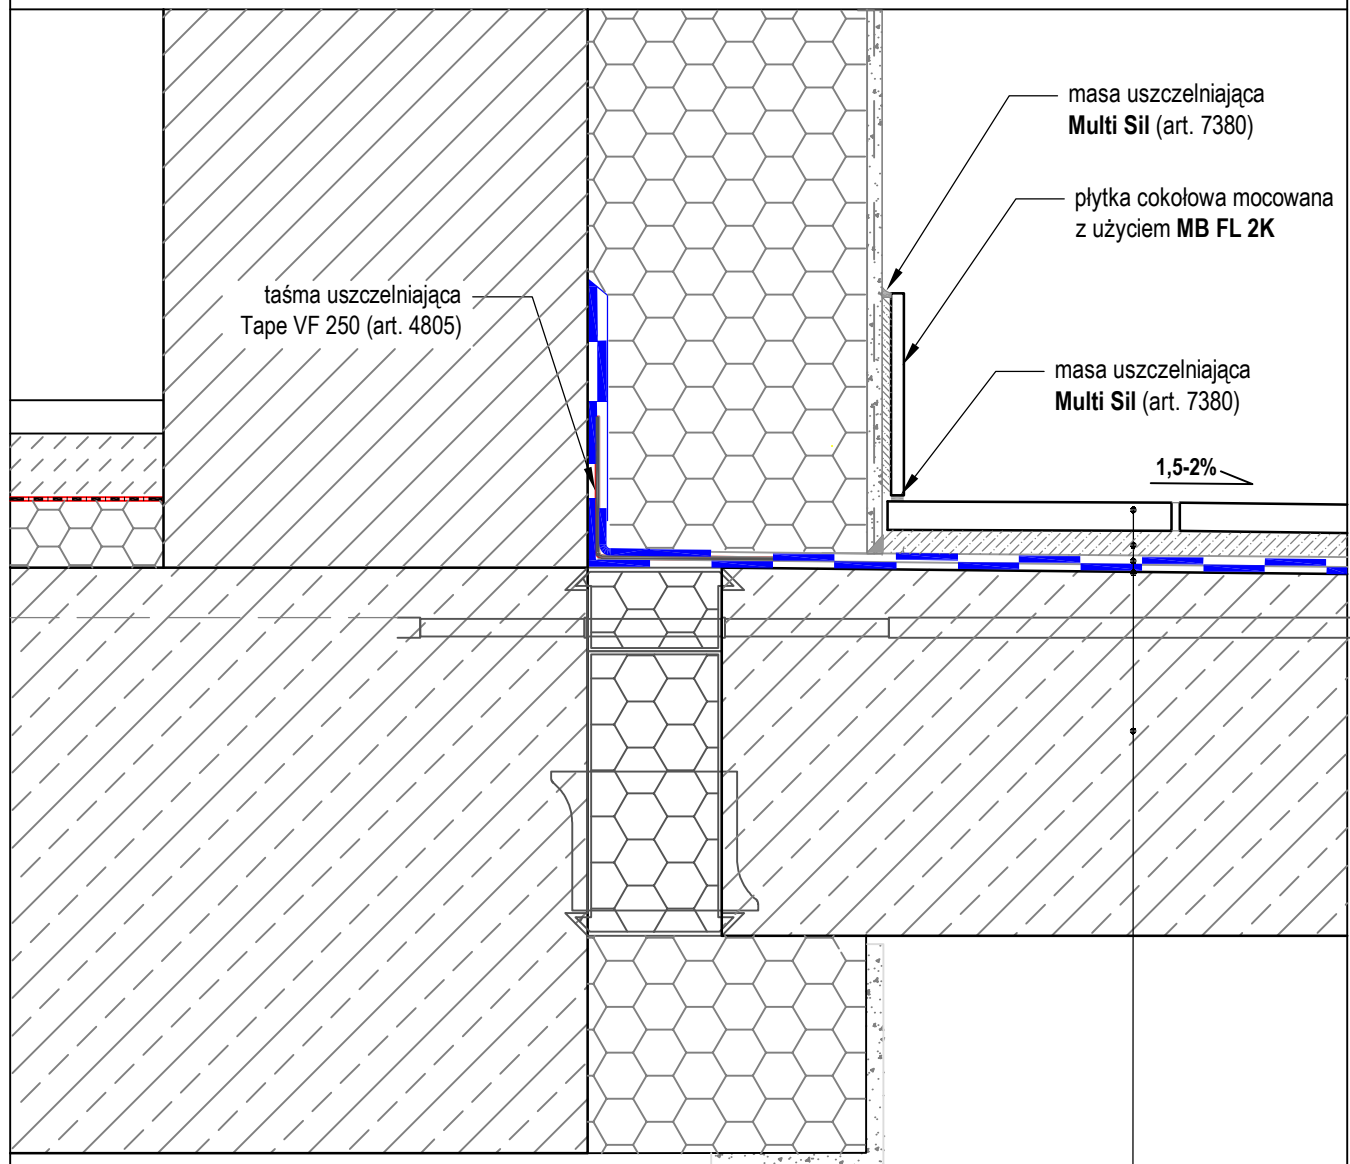 masa uszczelniająca
Multi Sil (art. 7380)
płytka cokołowa mocowana
z użyciem MB FL 2K
taśma uszczelniająca
Tape VF 250 (art. 4805)
masa uszczelniająca
Multi Sil (art. 7380)
1,5-2%